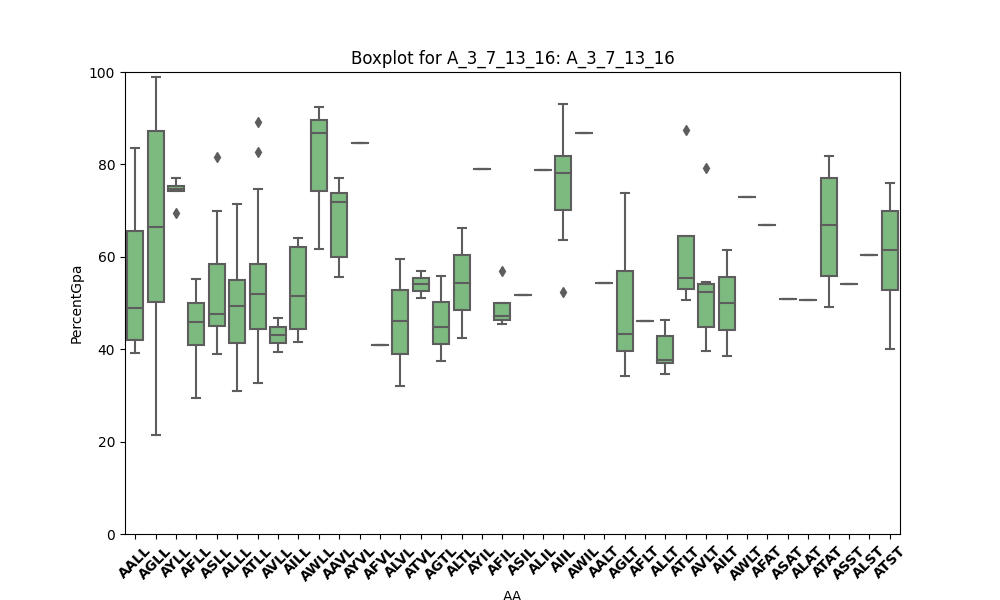 Boxplot for A_3_7_13_16: A_3_7_13_16
100
80
60
40
20
0
PercentGpa
AALL AGLL AYLL AFLL ASLL ALLL ATLL AVLL AILL AWLL AAVL AYVL AFVL ALVL ATVL AGTL ALTL AYIL AFIL ASIL ALIL AIIL AWIL AALT AGLT AFLT ALLT ATLT AVLT AILT AWLT AFAT ASAT ALAT ATAT ASST ALST ATST
AA